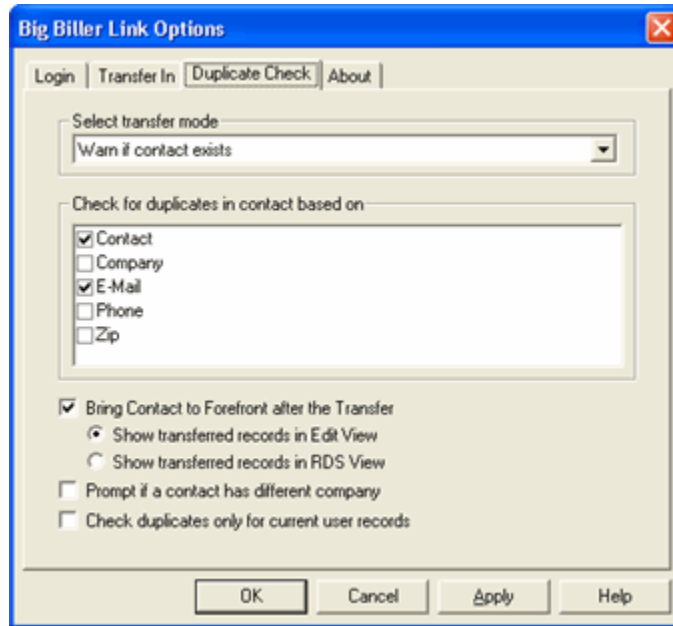 Big Biller Link Options
Login Transfer In Duplicate Check About
Select transfer mode
Warn if contact exists
Check for duplicates in contact based on
Contact
Company
E-Mail
Phone
Zip
Bring Contact to Forefront after the Transfer
Show transferred records in Edit View
Show transferred records in RDS View
Prompt if a contact has different company
Check duplicates only for current user records
OK Cancel Apply Help